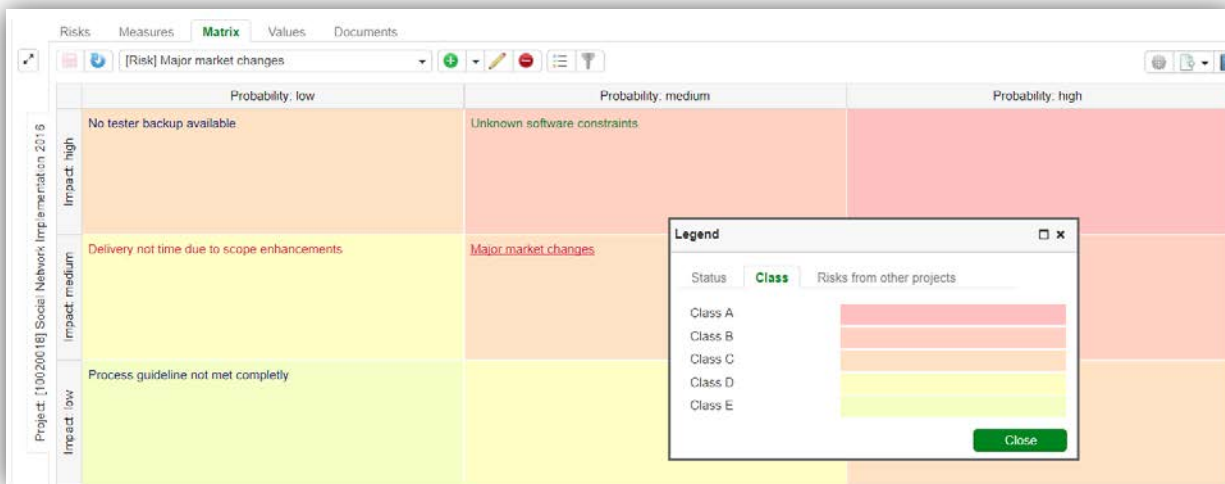 Risks Measures Matrix Values Documents
[Risk] Major market changes
Probability: low Probability: medium Probability: high
Project: [10020018] Social Network Implementation 2016
Impact: high
No tester backup available Unknown software constraints
Impact: medium
Delivery not time due to scope enhancements Major market changes
Impact: low
Process guideline not met completly
Legend
Status Class Risks from other projects
Class A
Class B
Class C
Class D
Class E
Close